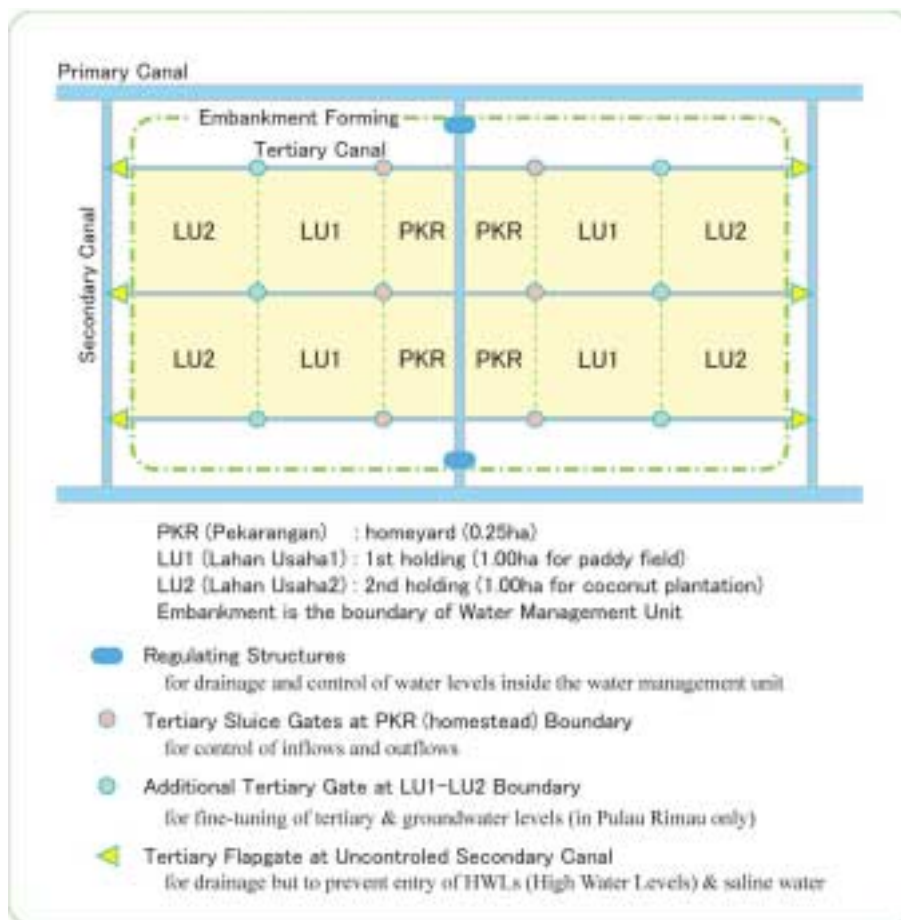 Primary Canal
Embankment Forming
Tertiary Canal
Secondary Canal
LU2 LU1 PKR PKR LU1 LU2
LU2 LU1 PKR PKR LU1 LU2
PKR (Pekarangan) : homeyard (0.25ha)
LU1 (Lahan Usaha1) : 1st holding (1.00ha for paddy field)
LU2 (Lahan Usaha2) : 2nd holding (1.00ha for coconut plantation)
Embankment is the boundary of Water Management Unit
Regulating Structures
for drainage and control of water levels inside the water management unit
Tertiary Sluice Gates at PKR (homestead) Boundary
for control of inflows and outflows
Additional Tertiary Gate at LU1-LU2 Boundary
for fine-tuning of tertiary & groundwater levels (in Pulau Rimau only)
Tertiary Flapgate at Uncontroled Secondary Canal
for drainage but to prevent entry of HWLs (High Water Levels) & saline water